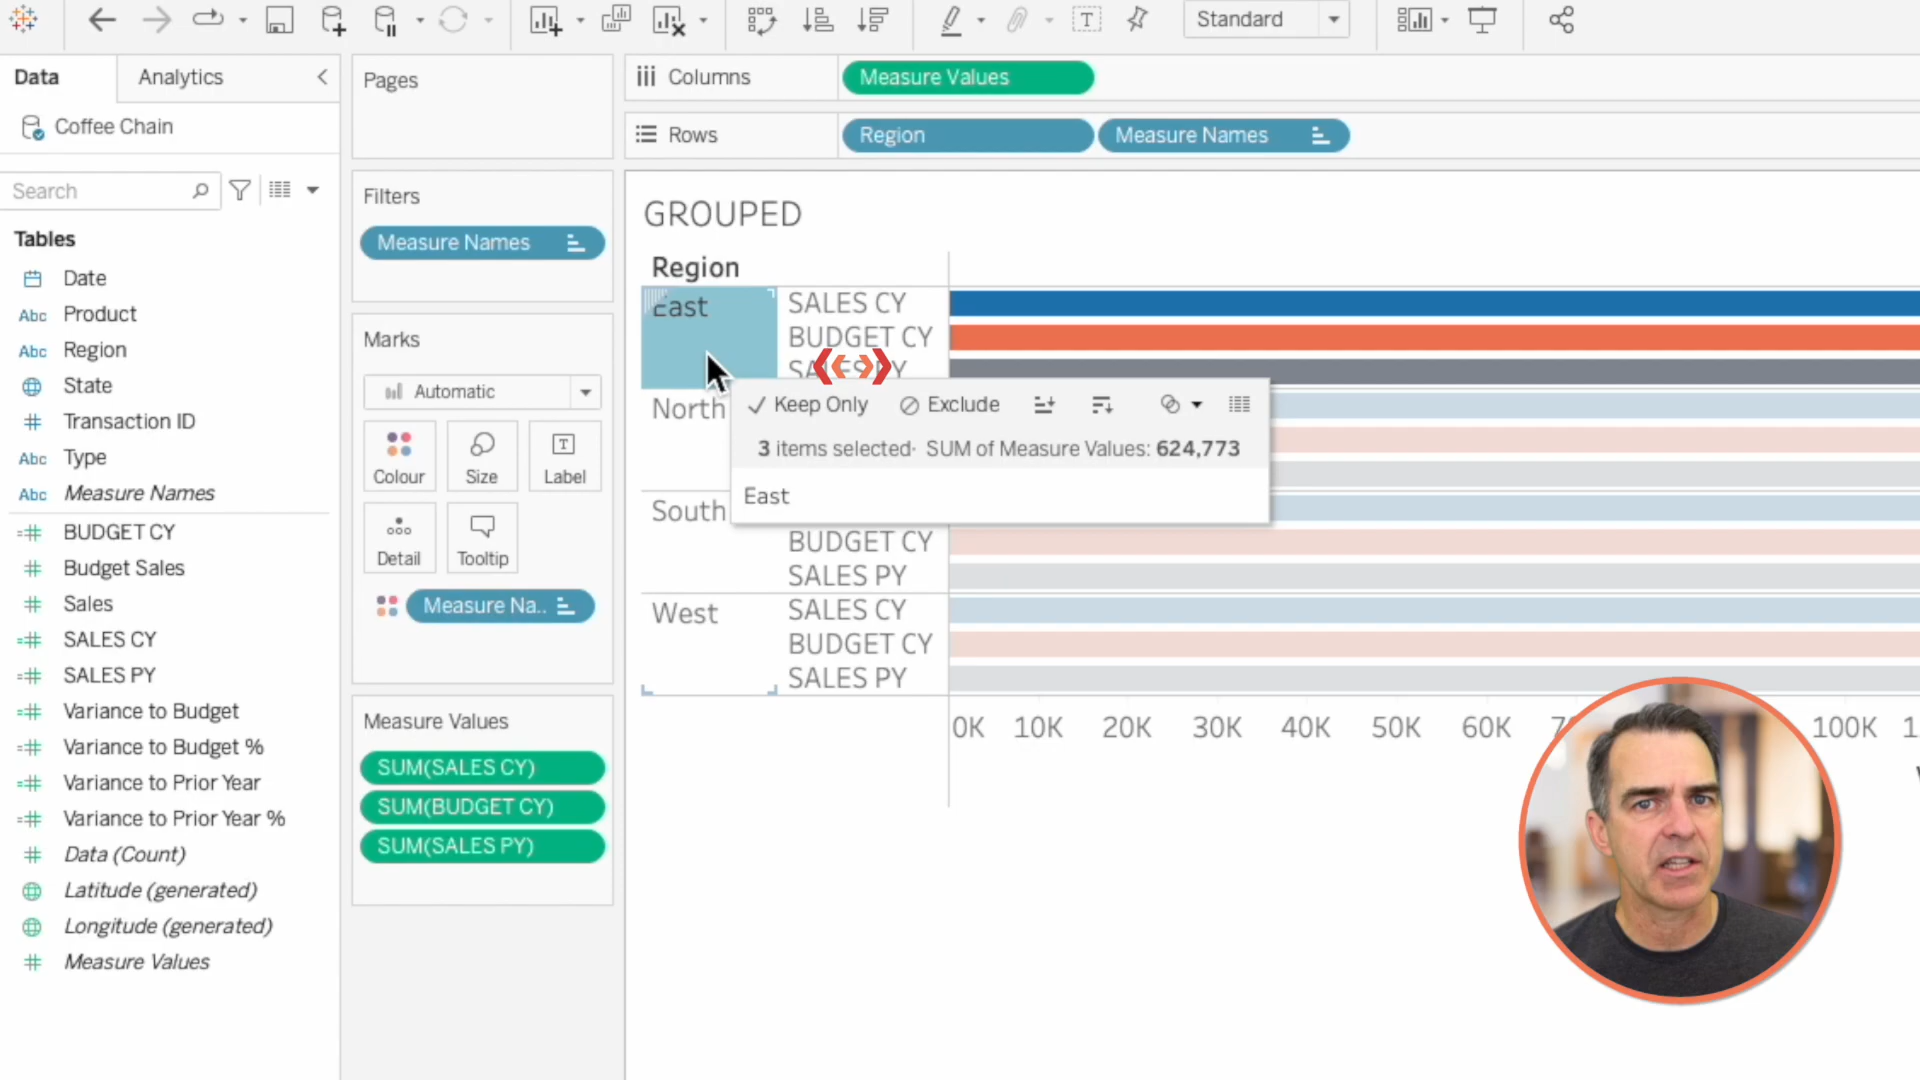 Standard
Data
Analytics
Coffee Chain
Search
Tables
Date
Abc Product
Abc Region
State
Transaction ID
Abc Type
Abc Measure Names
BUDGET CY
Budget Sales
Sales
SALES CY
SALES PY
Variance to Budget
Variance to Budget %
Variance to Prior Year
Variance to Prior Year %
Data (Count)
Latitude (generated)
Longitude (generated)
Measure Values
Pages
Filters
Measure Names
Marks
Automatic
Colour
Size
Label
Detail
Tooltip
Measure Na..
Measure Values
SUM(SALES CY)
SUM(BUDGET CY)
SUM(SALES PY)
Columns
Measure Values
Rows
Region
Measure Names
GROUPED
Region
East
SALES CY
BUDGET CY
SALES PY
North
Keep Only
Exclude
3 items selected· SUM of Measure Values: 624,773
East
South
BUDGET CY
SALES PY
West
SALES CY
BUDGET CY
SALES PY
0K 10K 20K 30K 40K 50K 60K 100K